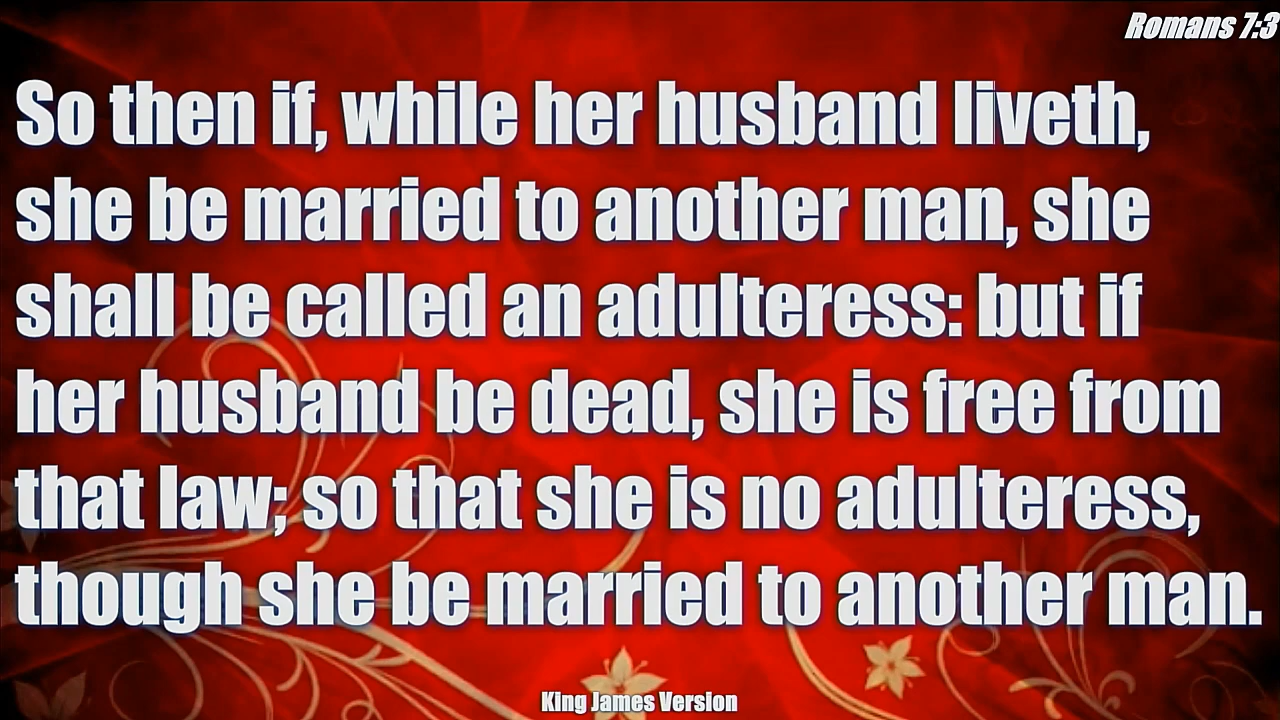 Romans 7:3
So then if, while her husband liveth,
she be married to another man, she
shall be called an adulteress: but if
her husband be dead, she is free from
that law; so that she is no adulteress,
though she be married to another man.
King James Version